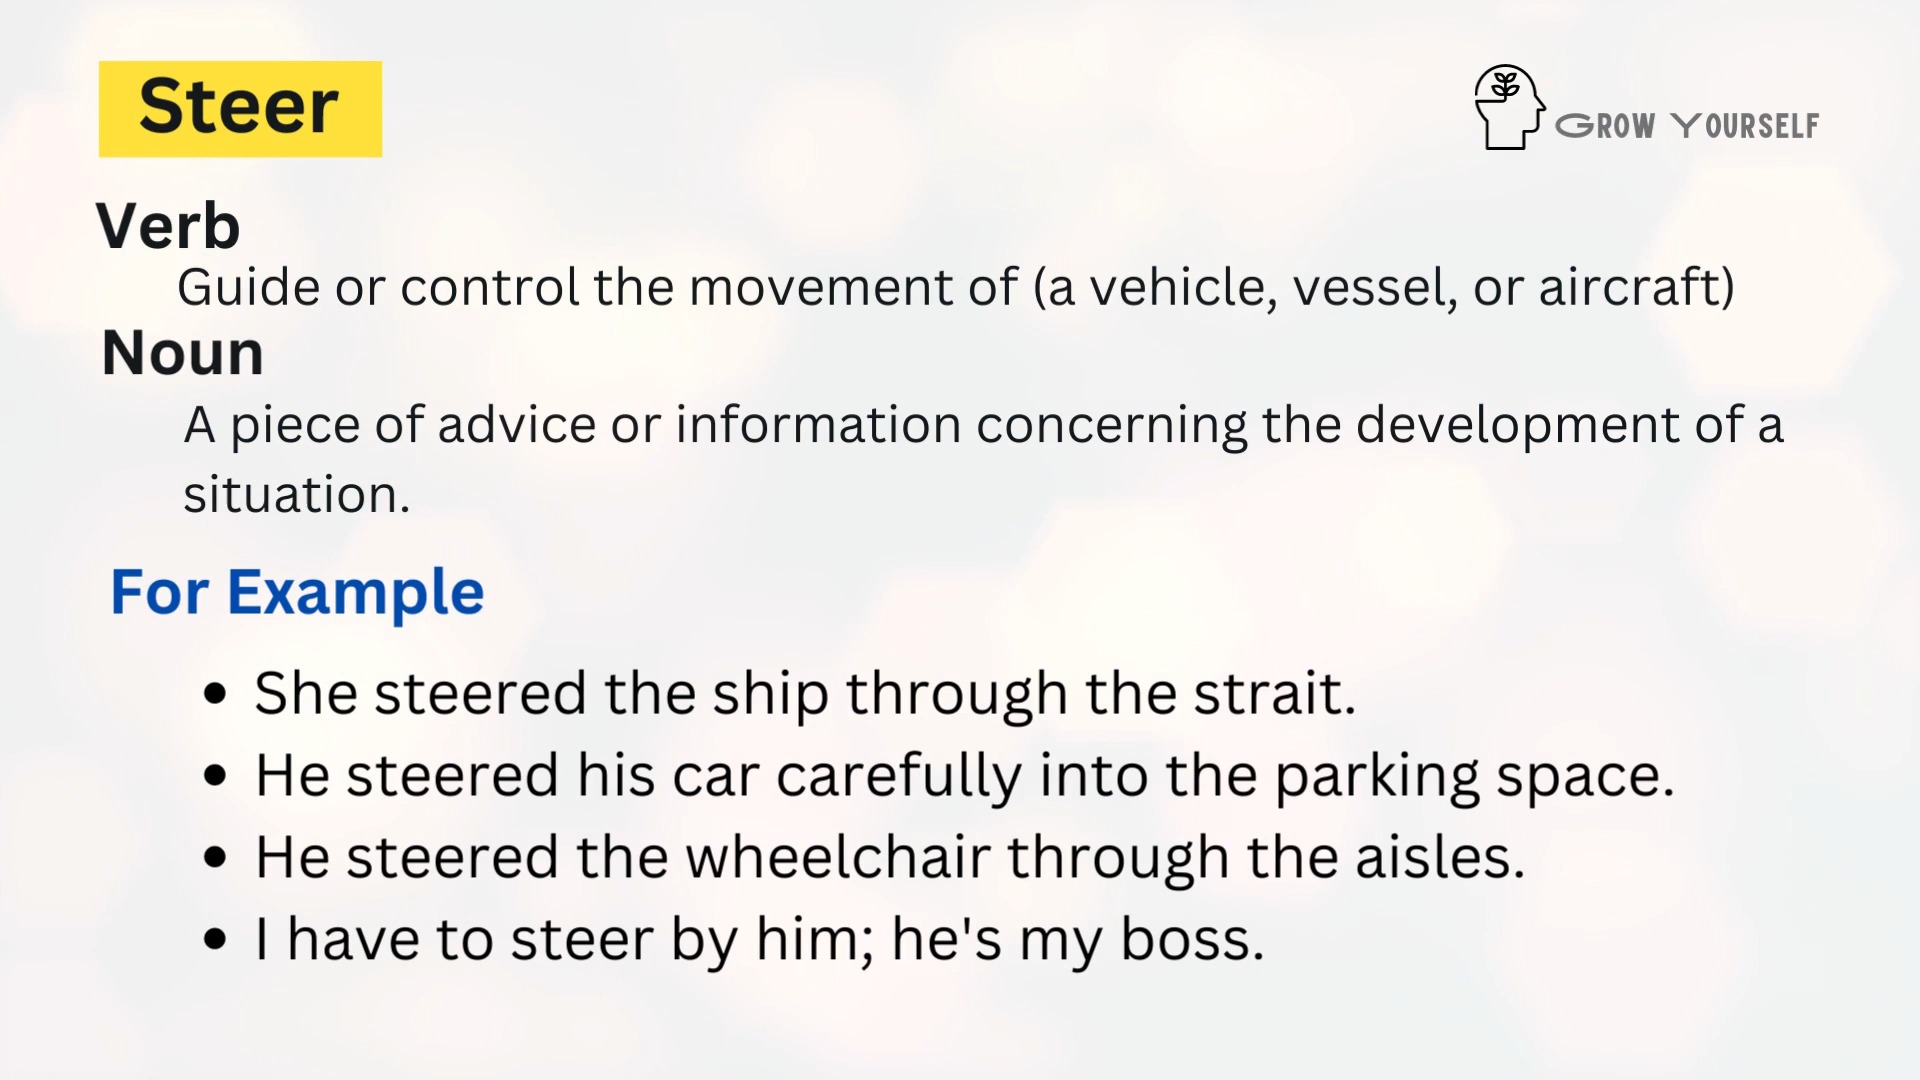 Steer
Grow Yourself
Verb
Guide or control the movement of (a vehicle, vessel, or aircraft)
Noun
A piece of advice or information concerning the development of a
situation.
For Example
• She steered the ship through the strait.
• He steered his car carefully into the parking space.
• He steered the wheelchair through the aisles.
• I have to steer by him; he's my boss.